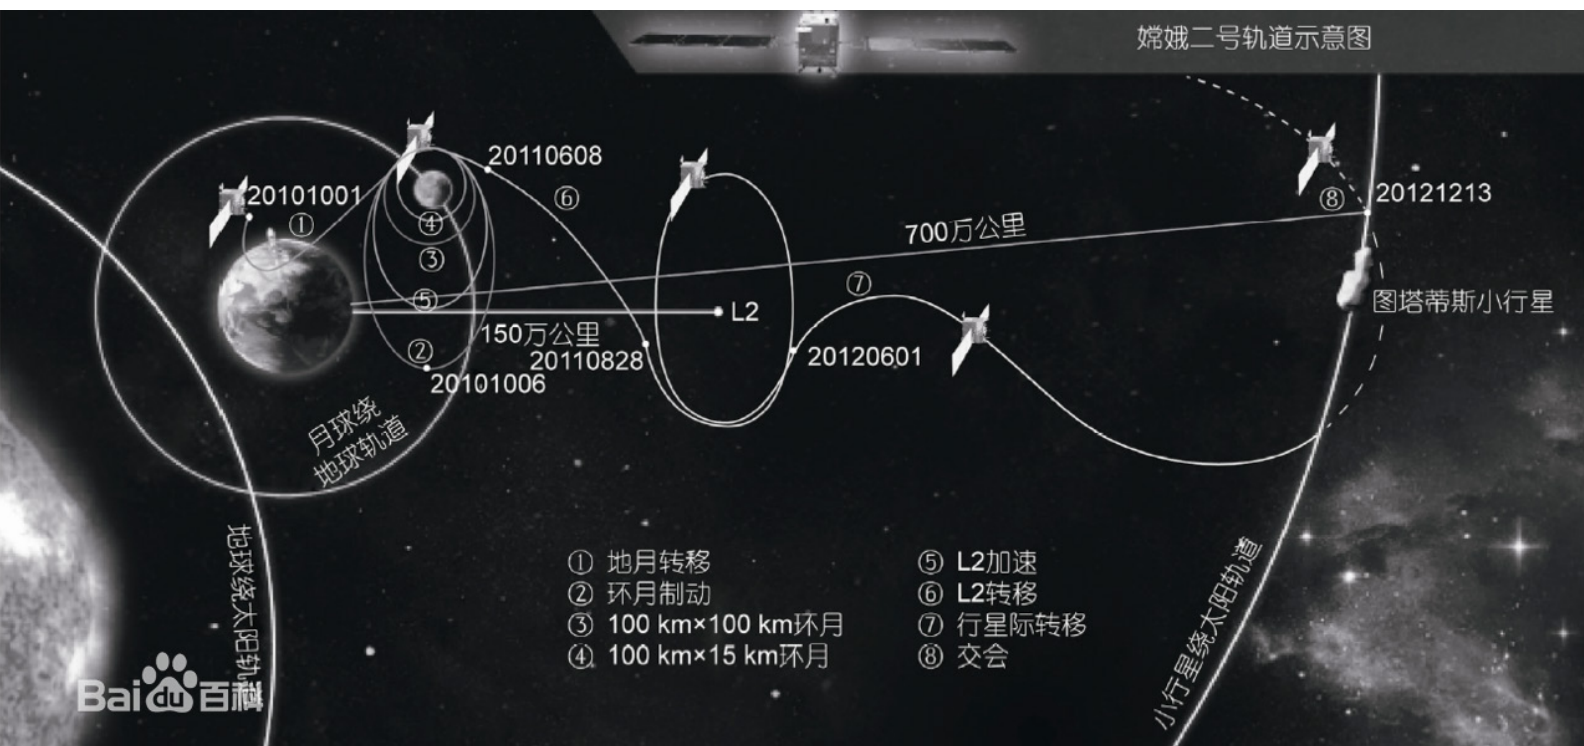 嫦娥二号轨道示意图
20110608
20101001
①
⑥
④
③
⑤
②
20101006
150万公里
20110828
L2
700万公里
⑦
20120601
⑧
20121213
图塔蒂斯小行星
月球绕
地球轨道
地球绕太阳轨道
小行星绕太阳轨道
① 地月转移
② 环月制动
③ 100 km×100 km环月
④ 100 km×15 km环月
⑤ L2加速
⑥ L2转移
⑦ 行星际转移
⑧ 交会
Bai du 百科